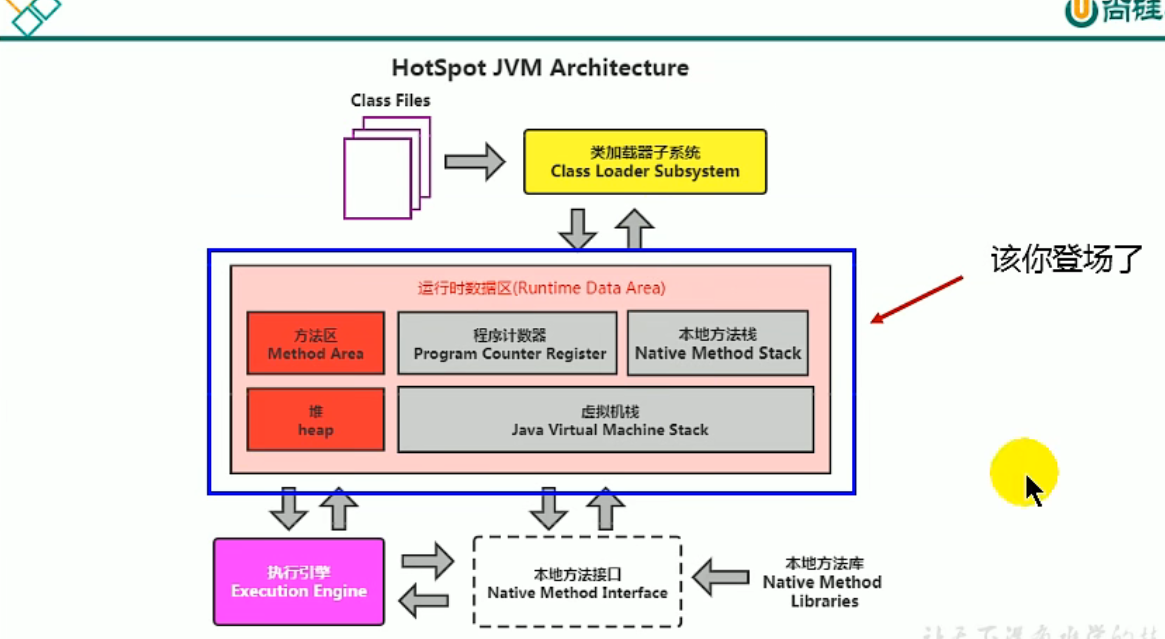 尚硅
HotSpot JVM Architecture
Class Files
类加载器子系统
Class Loader Subsystem
该你登场了
运行时数据区(Runtime Data Area)
方法区
Method Area
程序计数器
Program Counter Register
本地方法栈
Native Method Stack
堆
heap
虚拟机栈
Java Virtual Machine Stack
执行引擎
Execution Engine
本地方法接口
Native Method Interface
本地方法库
Native Method
Libraries